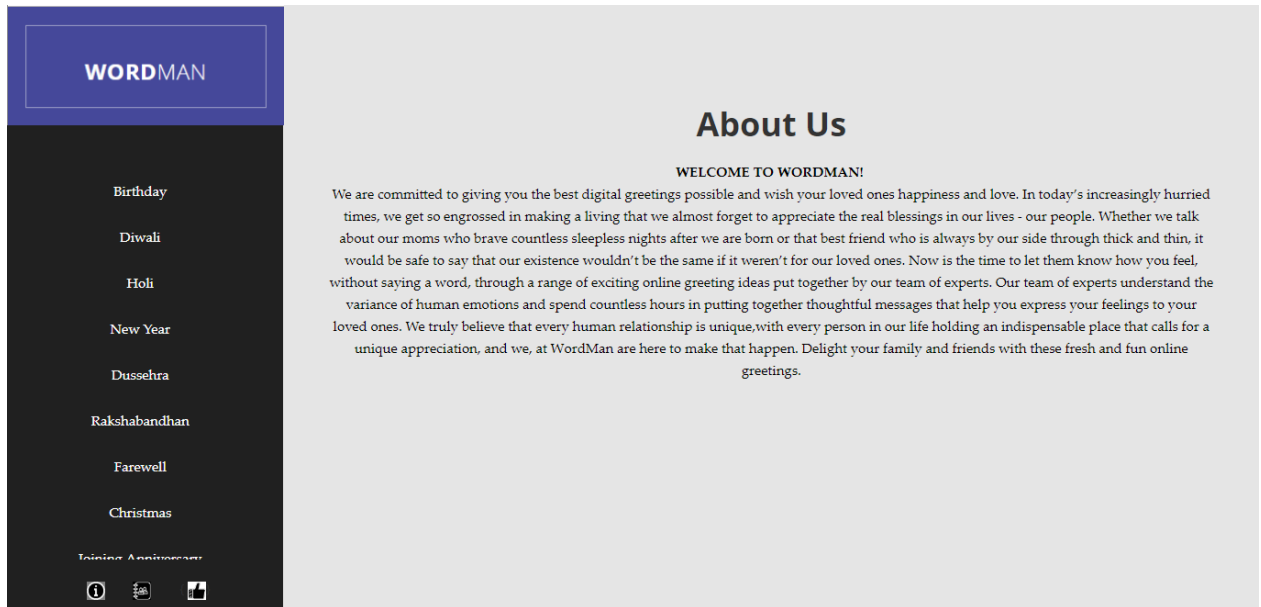 WORDMAN
Birthday
Diwali
Holi
New Year
Dussehra
Rakshabandhan
Farewell
Christmas
Joining Anniversary
About Us
WELCOME TO WORDMAN!
We are committed to giving you the best digital greetings possible and wish your loved ones happiness and love. In today's increasingly hurried
times, we get so engrossed in making a living that we almost forget to appreciate the real blessings in our lives - our people. Whether we talk
about our moms who brave countless sleepless nights after we are born or that best friend who is always by our side through thick and thin, it
would be safe to say that our existence wouldn't be the same if it weren't for our loved ones. Now is the time to let them know how you feel,
without saying a word, through a range of exciting online greeting ideas put together by our team of experts. Our team of experts understand the
variance of human emotions and spend countless hours in putting together thoughtful messages that help you express your feelings to your
loved ones. We truly believe that every human relationship is unique,with every person in our life holding an indispensable place that calls for a
unique appreciation, and we, at WordMan are here to make that happen. Delight your family and friends with these fresh and fun online
greetings.